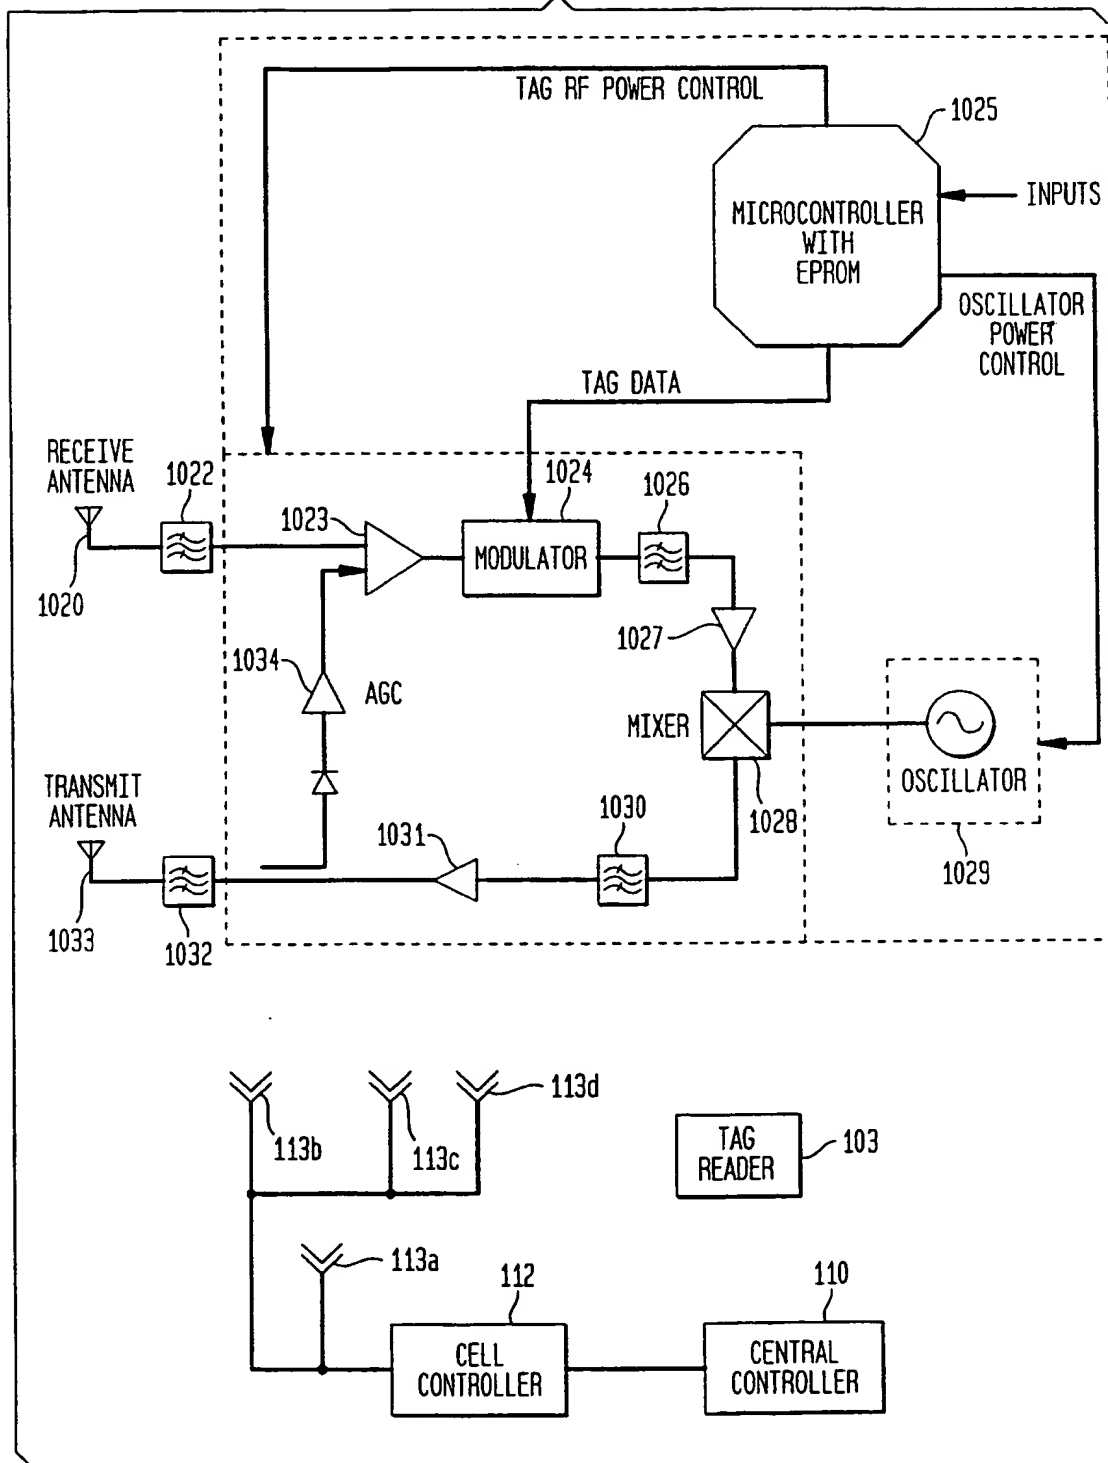 TAG RF POWER CONTROL
1025
INPUTS
MICROCONTROLLER
WITH
EPROM
OSCILLATOR
POWER
CONTROL
TAG DATA
RECEIVE
ANTENNA
1022
1023
1024
1026
MODULATOR
1020
1027
1034
AGC
MIXER
OSCILLATOR
TRANSMIT
ANTENNA
1031
1030
1028
1029
1033
1032
113b
113c
113d
TAG
READER
103
113a
112
110
CELL
CONTROLLER
CENTRAL
CONTROLLER